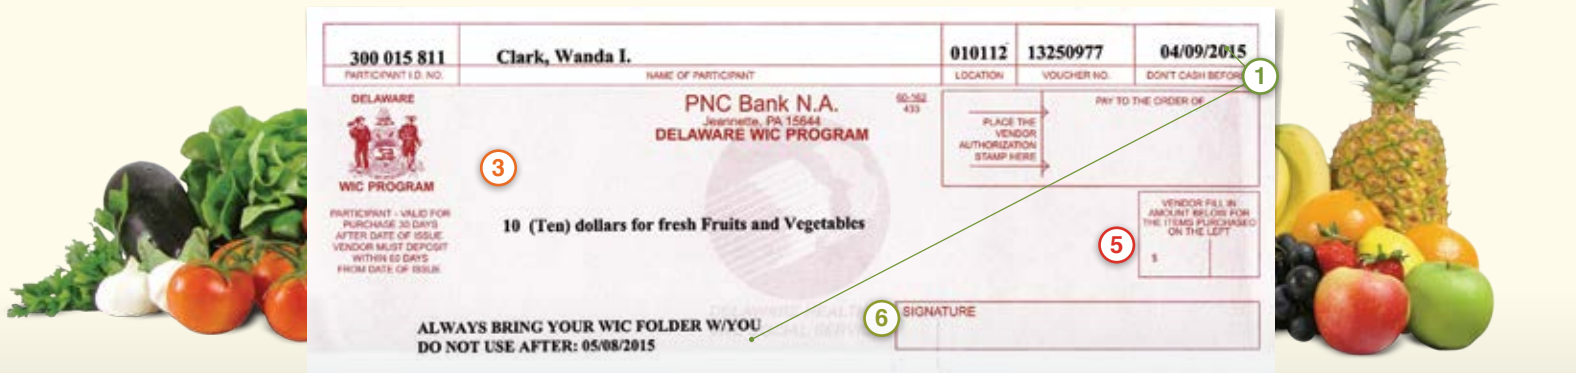 300 015 811
Clark, Wanda I.
010112
13250977
04/09/2015
PARTICIPANT I.D. NO.
NAME OF PARTICIPANT
LOCATION
VOUCHER NO.
DON'T CASH BEFORE
1
DELAWARE
WIC PROGRAM
PNC Bank N.A.
Jeannette, PA 15644
DELAWARE WIC PROGRAM
60-162
433
PAY TO THE ORDER OF
PLACE THE
VENDOR
AUTHORIZATION
STAMP HERE
3
PARTICIPANT - VALID FOR
PURCHASE 30 DAYS
AFTER DATE OF ISSUE.
VENDOR MUST DEPOSIT
WITHIN 60 DAYS
FROM DATE OF ISSUE.
10 (Ten) dollars for fresh Fruits and Vegetables
VENDOR FILL IN
AMOUNT BELOW FOR
THE ITEMS PURCHASED
ON THE LEFT
5
$
6
SIGNATURE
ALWAYS BRING YOUR WIC FOLDER W/YOU
DO NOT USE AFTER: 05/08/2015